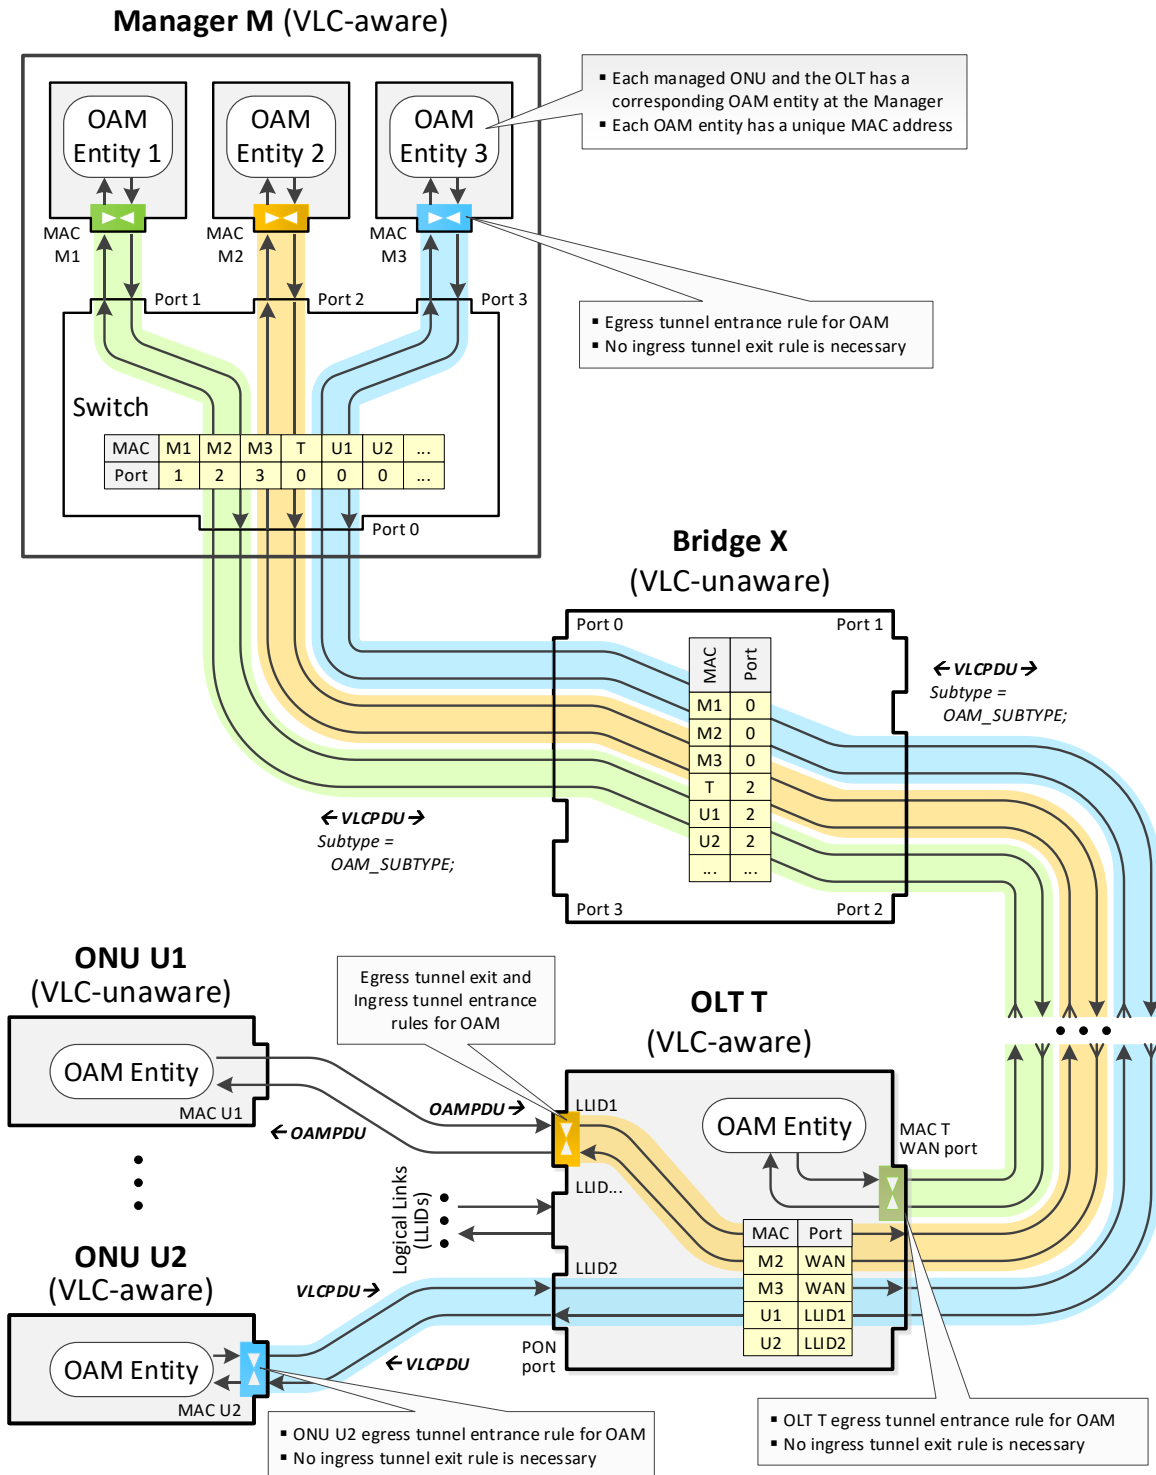 Manager M (VLC-aware)
OAM
Entity 1
OAM
Entity 2
OAM
Entity 3
▪ Each managed ONU and the OLT has a
corresponding OAM entity at the Manager
▪ Each OAM entity has a unique MAC address
MAC
M1
MAC
M2
MAC
M3
Port 1
Port 2
Port 3
▪ Egress tunnel entrance rule for OAM
▪ No ingress tunnel exit rule is necessary
Switch
MAC M1 M2 M3 T U1 U2 ...
Port 1 2 3 0 0 0 ...
Port 0
Bridge X
(VLC-unaware)
Port 0
Port 1
MAC Port
M1 0
M2 0
M3 0
T 2
U1 2
U2 2
... ...
Port 3
Port 2
←VLCPDU→
Subtype =
OAM_SUBTYPE;
←VLCPDU→
Subtype =
OAM_SUBTYPE;
ONU U1
(VLC-unaware)
OAM Entity
MAC U1
Egress tunnel exit and
Ingress tunnel entrance
rules for OAM
OLT T
(VLC-aware)
OAMPDU→
←OAMPDU
LLID1
OAM Entity
MAC T
WAN port
LLID...
Logical Links
(LLIDs)
LLID2
MAC Port
M2 WAN
M3 WAN
U1 LLID1
U2 LLID2
ONU U2
(VLC-aware)
OAM Entity
MAC U2
VLCPDU→
←VLCPDU
PON
port
▪ ONU U2 egress tunnel entrance rule for OAM
▪ No ingress tunnel exit rule is necessary
▪ OLT T egress tunnel entrance rule for OAM
▪ No ingress tunnel exit rule is necessary